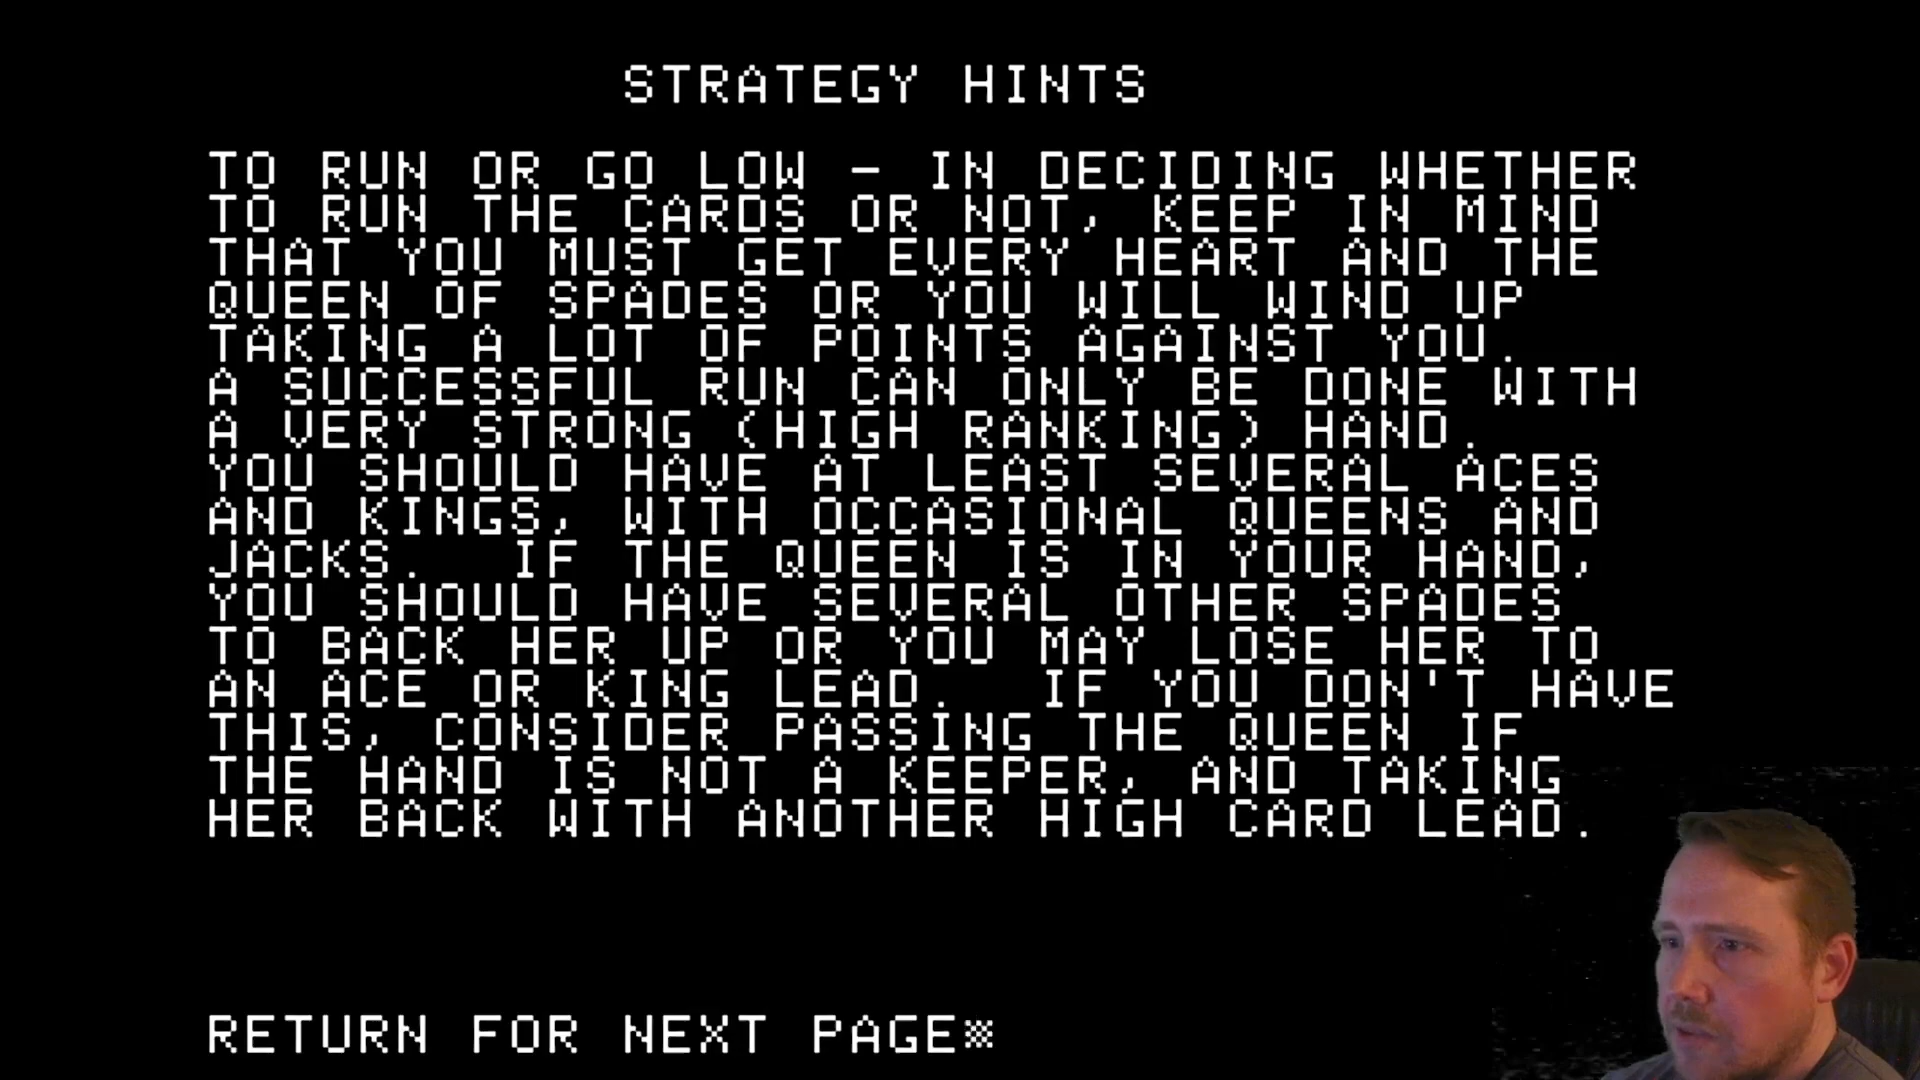 STRATEGY HINTS
TO RUN OR GO LOW - IN DECIDING WHETHER
TO RUN THE CARDS OR NOT, KEEP IN MIND
THAT YOU MUST GET EVERY HEART AND THE
QUEEN OF SPADES OR YOU WILL WIND UP
TAKING A LOT OF POINTS AGAINST YOU.
A SUCCESSFUL RUN CAN ONLY BE DONE WITH
A VERY STRONG (HIGH RANKING) HAND.
YOU SHOULD HAVE AT LEAST SEVERAL ACES
AND KINGS, WITH OCCASIONAL QUEENS AND
JACKS.  IF THE QUEEN IS IN YOUR HAND,
YOU SHOULD HAVE SEVERAL OTHER SPADES
TO BACK HER UP OR YOU MAY LOSE HER TO
AN ACE OR KING LEAD.  IF YOU DON'T HAVE
THIS, CONSIDER PASSING THE QUEEN IF
THE HAND IS NOT A KEEPER, AND TAKING
HER BACK WITH ANOTHER HIGH CARD LEAD.
RETURN FOR NEXT PAGE